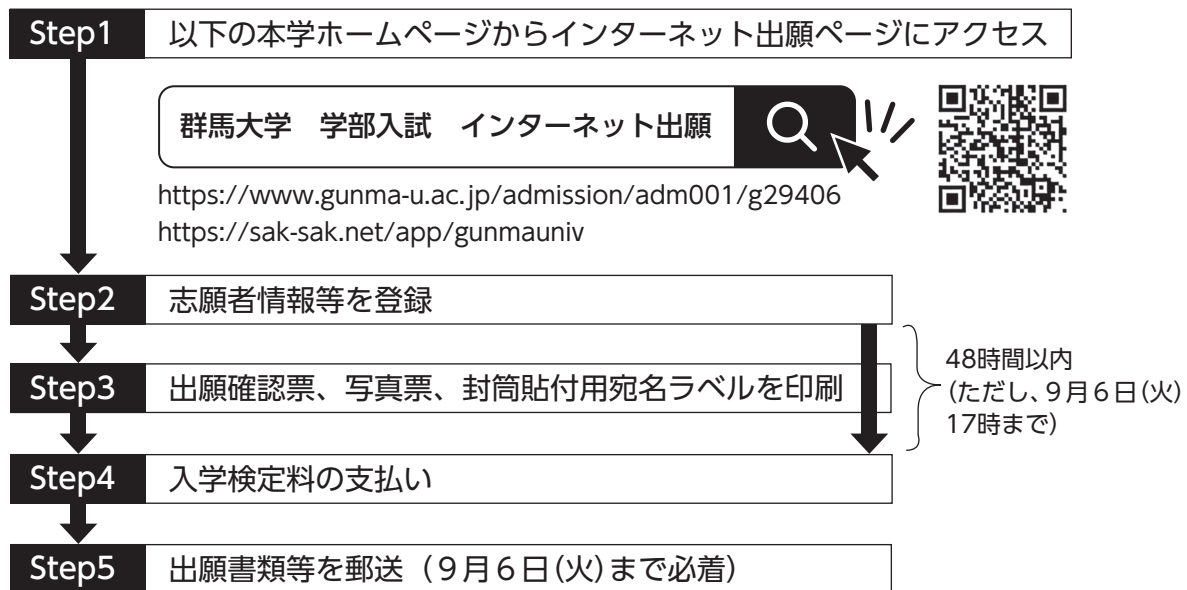 Step1 以下の本学ホームページからインターネット出願ページにアクセス
群馬大学　学部入試　インターネット出願
https://www.gunma-u.ac.jp/admission/adm001/g29406
https://sak-sak.net/app/gunmauniv
Step2 志願者情報等を登録
Step3 出願確認票、写真票、封筒貼付用宛名ラベルを印刷
48時間以内
(ただし、９月６日(火)
17時まで)
Step4 入学検定料の支払い
Step5 出願書類等を郵送（９月６日(火)まで必着）